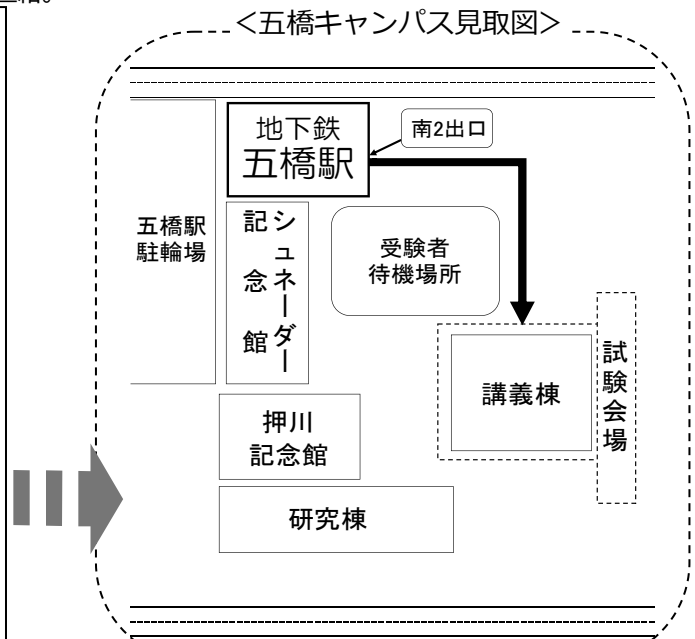 <五橋キャンパス見取図>
地下鉄
五橋駅
南2出口
五橋駅
駐輪場
シュネーダー
記念館
受験者
待機場所
講義棟
試験会場
押川
記念館
研究棟